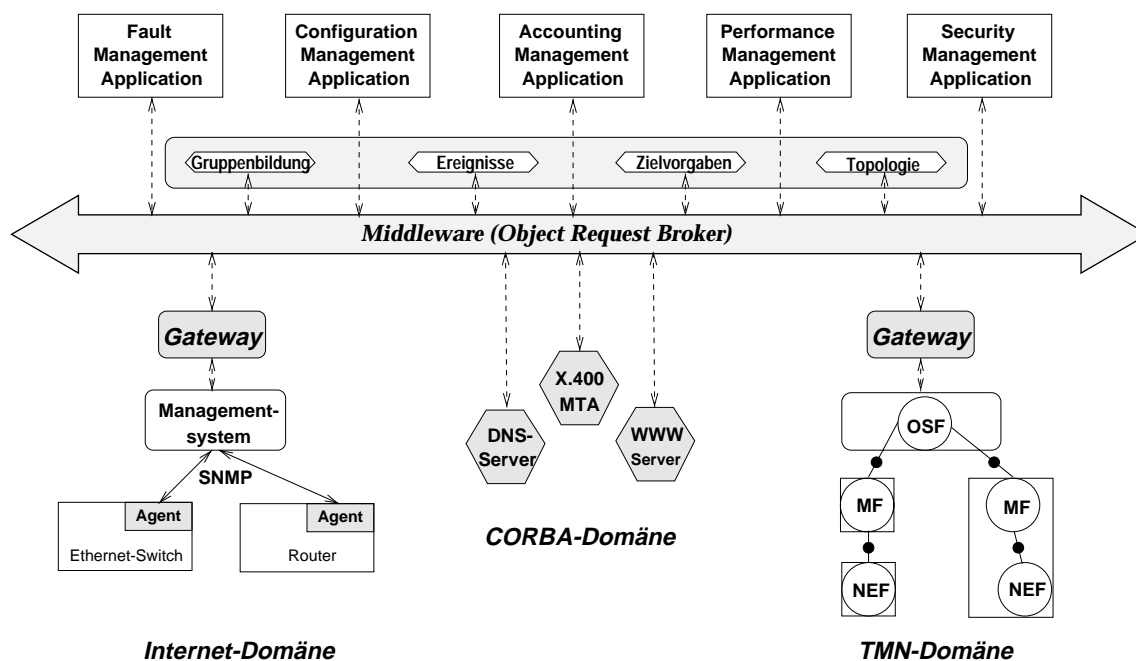 Fault
Management
Application
Configuration
Management
Application
Accounting
Management
Application
Performance
Management
Application
Security
Management
Application
Gruppenbildung
Ereignisse
Zielvorgaben
Topologie
Middleware (Object Request Broker)
Gateway
Gateway
Management-
system
SNMP
Agent
Ethernet-Switch
Agent
Router
X.400
MTA
DNS-
Server
WWW
Server
CORBA-Domäne
OSF
MF
MF
NEF
NEF
Internet-Domäne
TMN-Domäne